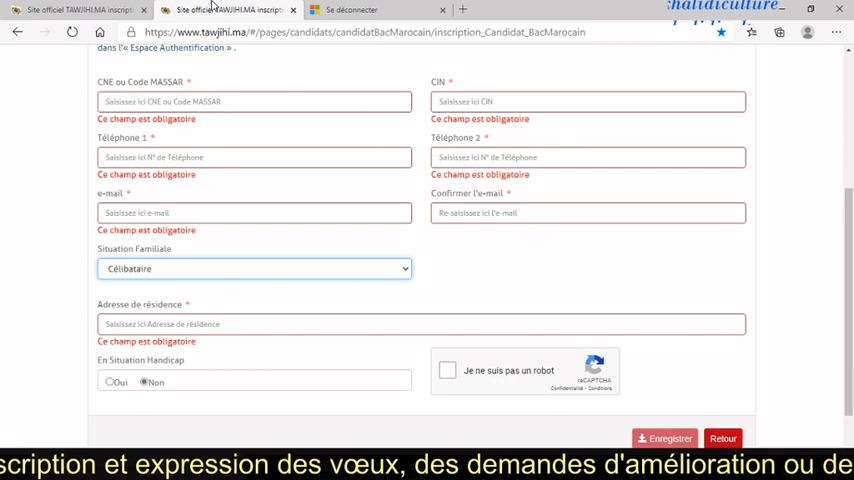 Site officiel TAWJIHI.MA inscripti
Site officiel TAWJIHI.MA inscripti
Se déconnecter
halidiculture
https://www.tawjihi.ma/#/pages/candidats/candidatBacMarocain/inscription_Candidat_BacMarocain
dans l'« Espace Authentification » .
CNE ou Code MASSAR *
CIN *
Saisissez ici CNE ou Code MASSAR
Saisissez ici CIN
Ce champ est obligatoire
Ce champ est obligatoire
Téléphone 1 *
Téléphone 2 *
Saisissez ici N° de Téléphone
Saisissez ici N° de Téléphone
Ce champ est obligatoire
Ce champ est obligatoire
e-mail *
Confirmer l'e-mail *
Saisissez ici e-mail
Re-saisissez ici l'e-mail
Ce champ est obligatoire
Situation Familiale
Célibataire
Adresse de résidence *
Saisissez ici Adresse de résidence
Ce champ est obligatoire
En Situation Handicap
Oui Non
Je ne suis pas un robot
reCAPTCHA
Confidentialité - Conditions
Enregistrer
Retour
scription et expression des vœux, des demandes d'amélioration ou de